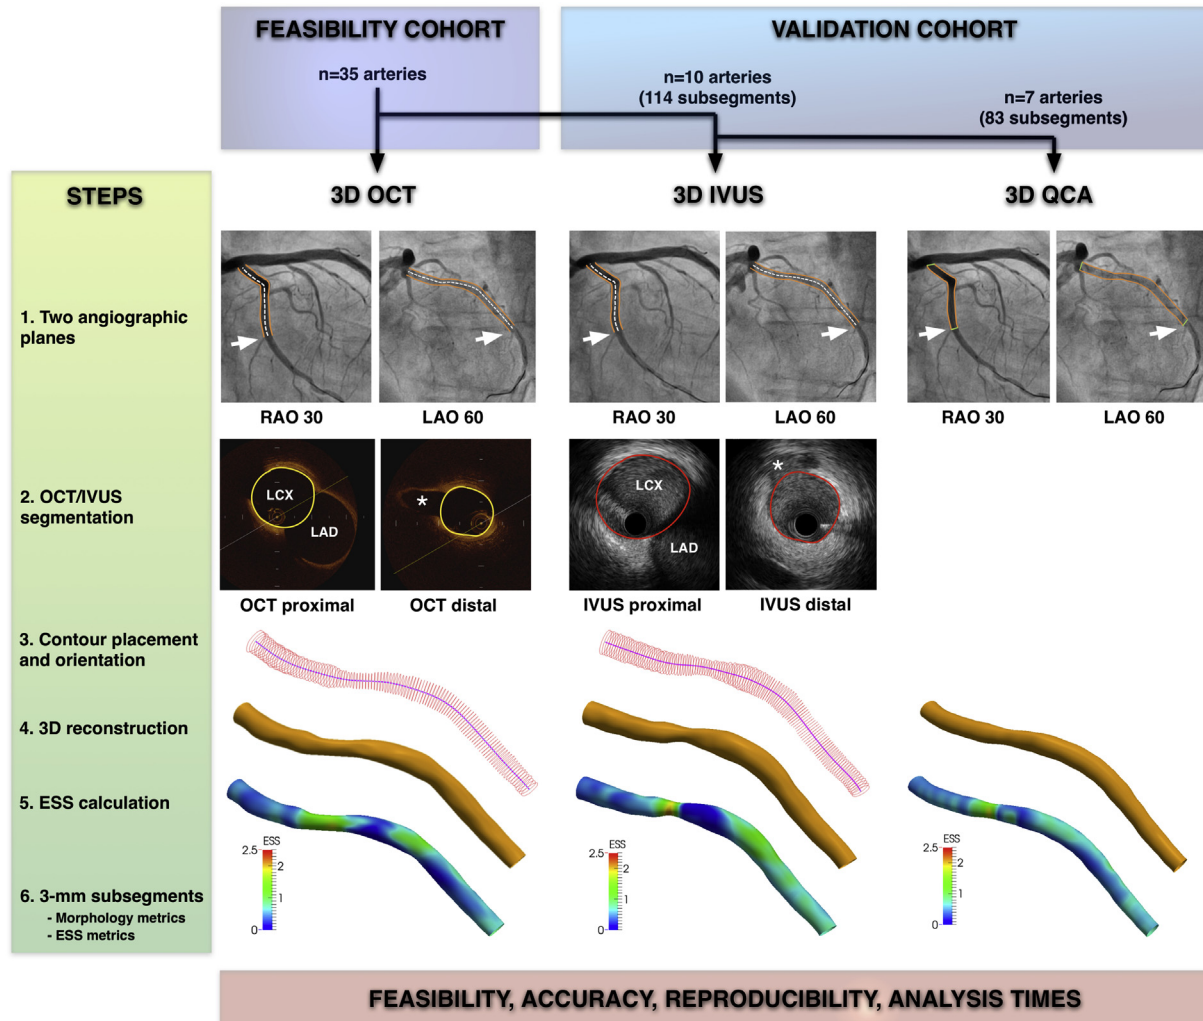 FEASIBILITY COHORT
VALIDATION COHORT
n=35 arteries
n=10 arteries
(114 subsegments)
n=7 arteries
(83 subsegments)
STEPS
3D OCT
3D IVUS
3D QCA
1. Two angiographic
planes
RAO 30
LAO 60
RAO 30
LAO 60
RAO 30
LAO 60
2. OCT/IVUS
segmentation
LCX
LAD
*
LCX
LAD
*
OCT proximal
OCT distal
IVUS proximal
IVUS distal
3. Contour placement
and orientation
4. 3D reconstruction
5. ESS calculation
ESS
2.5
2
1
0
ESS
2.5
2
1
0
ESS
2.5
2
1
0
6. 3-mm subsegments
- Morphology metrics
- ESS metrics
FEASIBILITY, ACCURACY, REPRODUCIBILITY, ANALYSIS TIMES